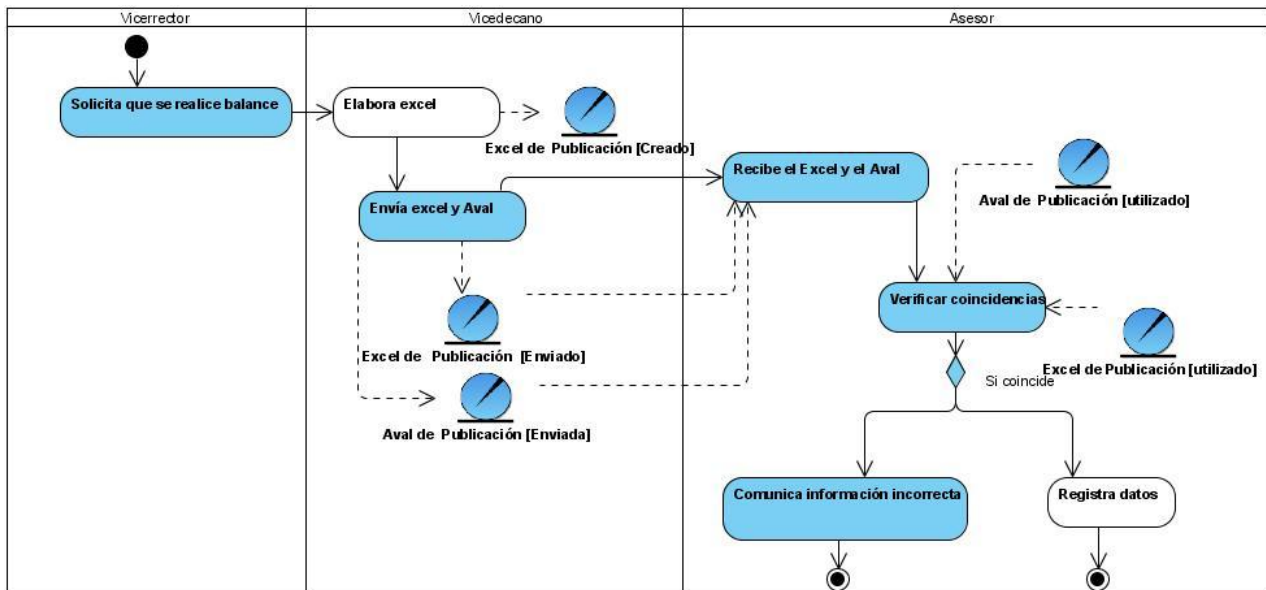 Vicerrector
Vicedecano
Asesor
Solicita que se realice balance
Elabora excel
Excel de Publicación [Creado]
Recibe el Excel y el Aval
Aval de Publicación [utilizado]
Envía excel y Aval
Verificar coincidencias
Excel de Publicación [Enviado]
Excel de Publicación [utilizado]
Si coincide
Aval de Publicación [Enviada]
Comunica información incorrecta
Registra datos